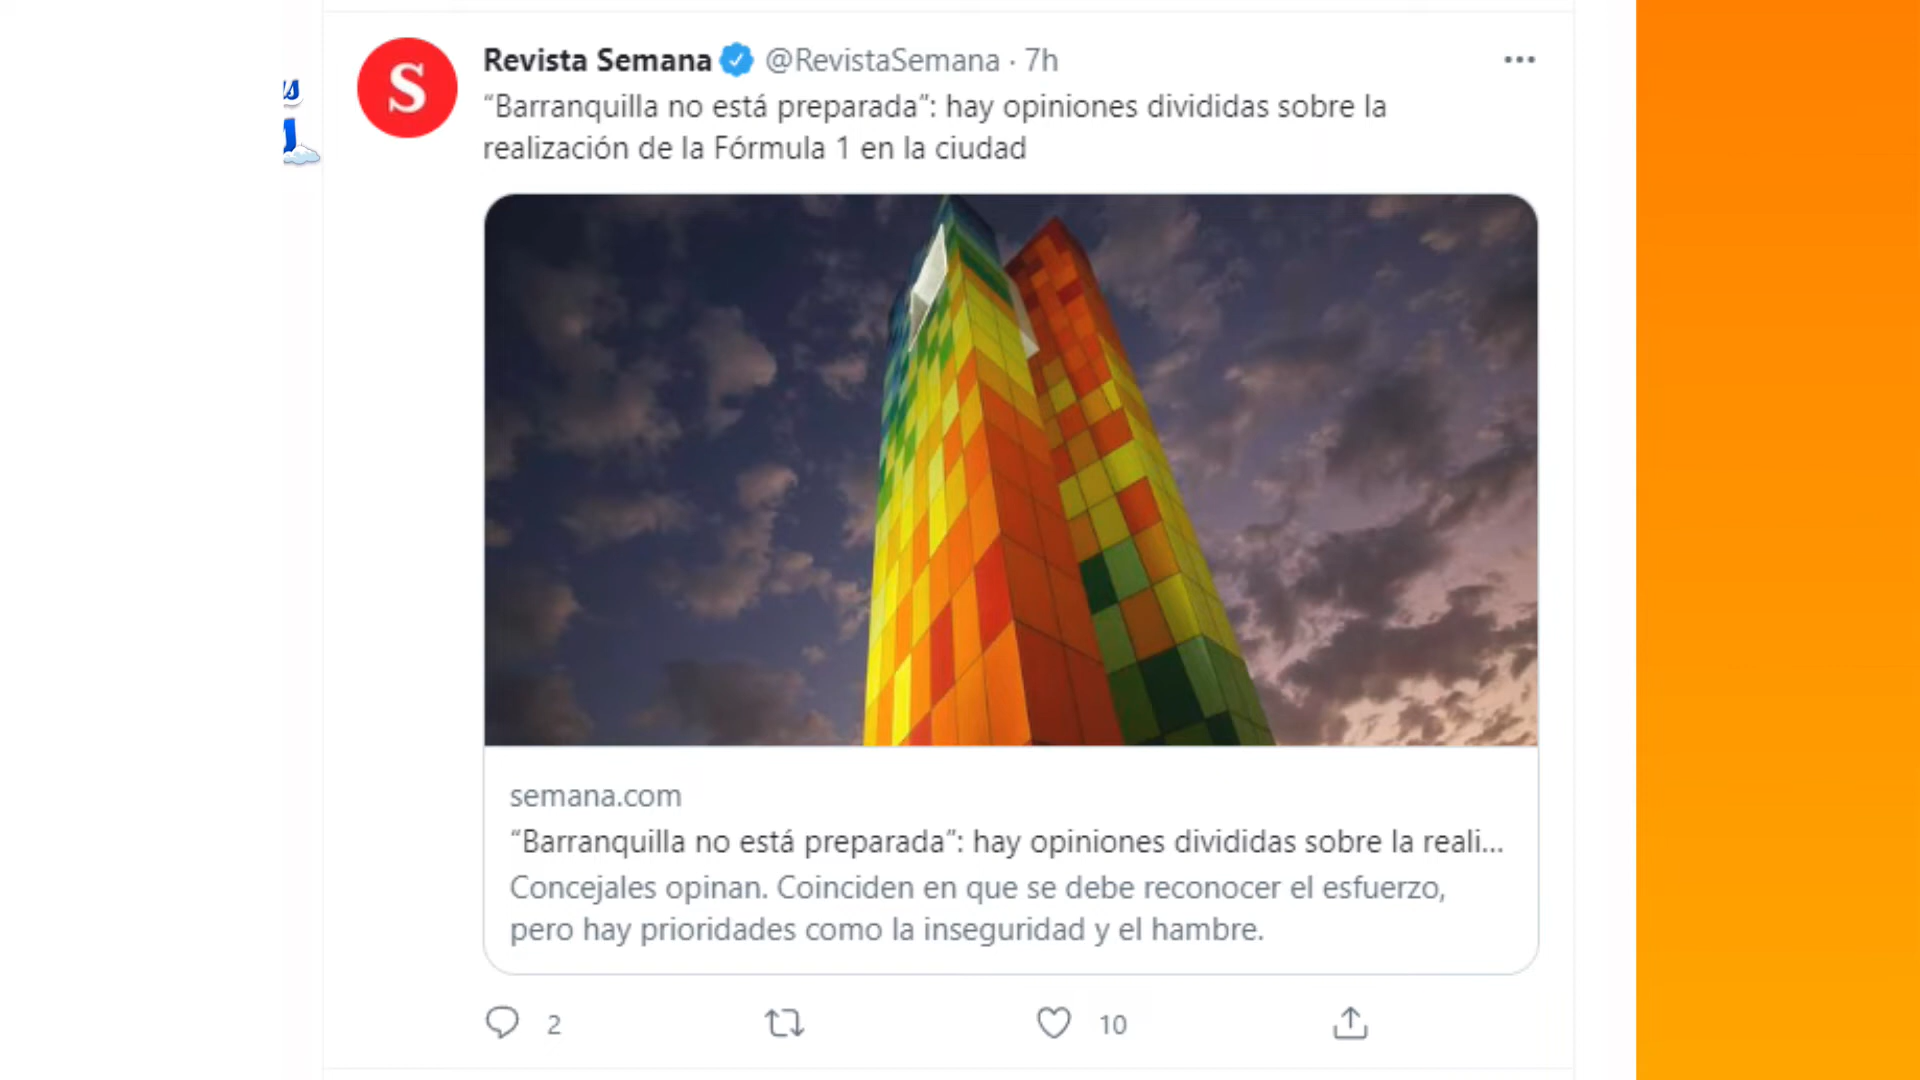 S
Revista Semana @RevistaSemana · 7h
“Barranquilla no está preparada”: hay opiniones divididas sobre la
realización de la Fórmula 1 en la ciudad
semana.com
“Barranquilla no está preparada”: hay opiniones divididas sobre la reali...
Concejales opinan. Coinciden en que se debe reconocer el esfuerzo,
pero hay prioridades como la inseguridad y el hambre.
2
10